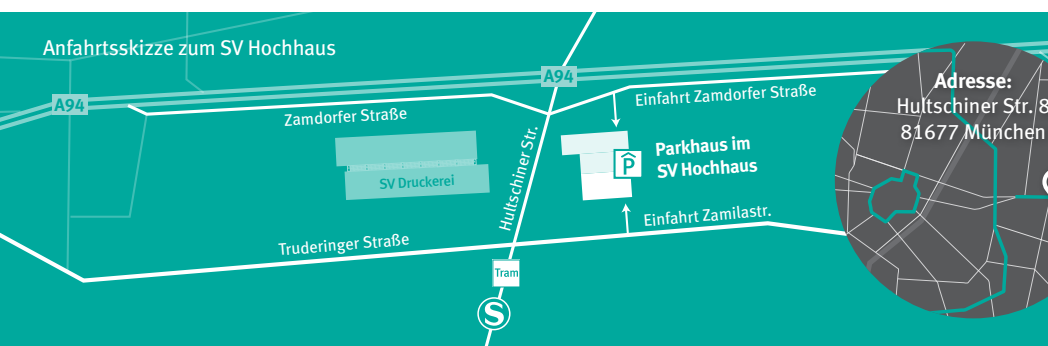 Anfahrtsskizze zum SV Hochhaus
A94
A94
Adresse:
Hultschiner Str. 8
81677 München
Zamdorfer Straße
Einfahrt Zamdorfer Straße
Hultschiner Str.
Parkhaus im
SV Hochhaus
P
SV Druckerei
Truderinger Straße
Einfahrt Zamilastr.
Tram
S